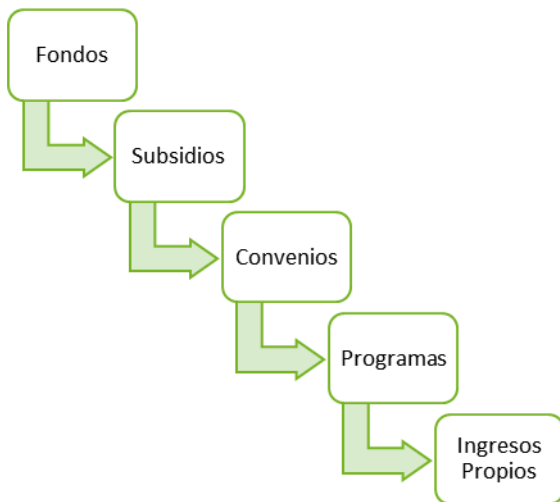 Fondos
Subsidios
Convenios
Programas
Ingresos
Propios